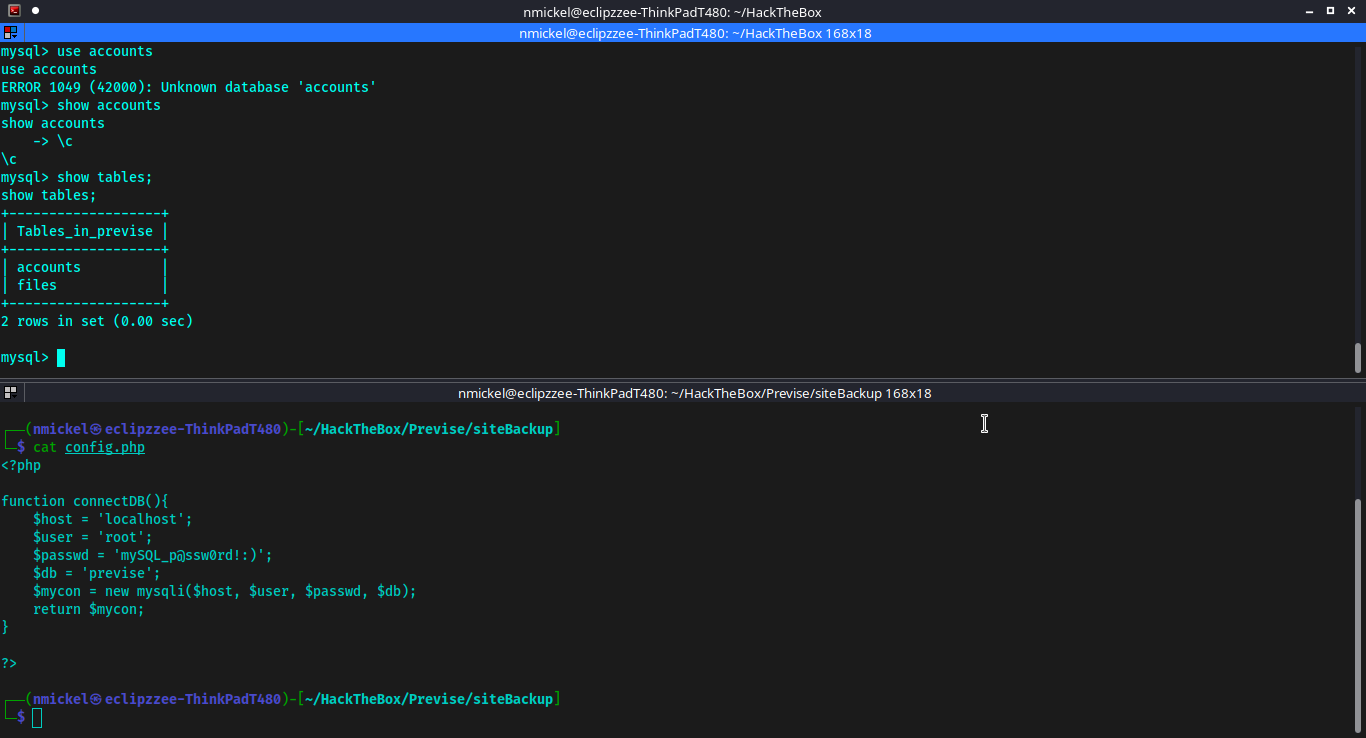 nmickel@eclipzzee-ThinkPadT480: ~/HackTheBox
nmickel@eclipzzee-ThinkPadT480: ~/HackTheBox 168x18
mysql> use accounts
use accounts
ERROR 1049 (42000): Unknown database 'accounts'
mysql> show accounts
show accounts
    -> \c
\c
mysql> show tables;
show tables;
+-------------------+
| Tables_in_previse |
+-------------------+
| accounts          |
| files             |
+-------------------+
2 rows in set (0.00 sec)
mysql>
nmickel@eclipzzee-ThinkPadT480: ~/HackTheBox/Previse/siteBackup 168x18
┌──(nmickel㉿eclipzzee-ThinkPadT480)-[~/HackTheBox/Previse/siteBackup]
└─$ cat config.php
<?php
function connectDB(){
    $host = 'localhost';
    $user = 'root';
    $passwd = 'mySQL_p@ssw0rd!:)';
    $db = 'previse';
    $mycon = new mysqli($host, $user, $passwd, $db);
    return $mycon;
}
?>
┌──(nmickel㉿eclipzzee-ThinkPadT480)-[~/HackTheBox/Previse/siteBackup]
└─$